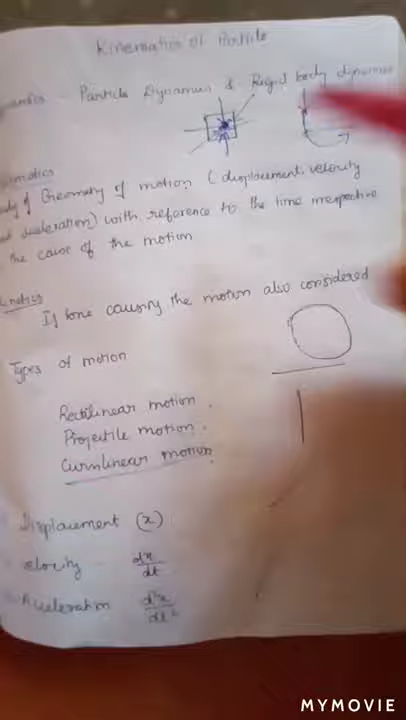 Kinematics of Particle
Particle Dynamics & Rigid body dynamics
of Geometry of motion (displacement, velocity
acceleration) with reference to the time irrespective
the cause of the motion
Kinetics
If force causing the motion also considered
Types of motion
Rectilinear motion.
Projectile motion.
Curvilinear motion.
Displacement (x)
elocity dx/dt
Acceleration d²x/dt²
MYMOVIE